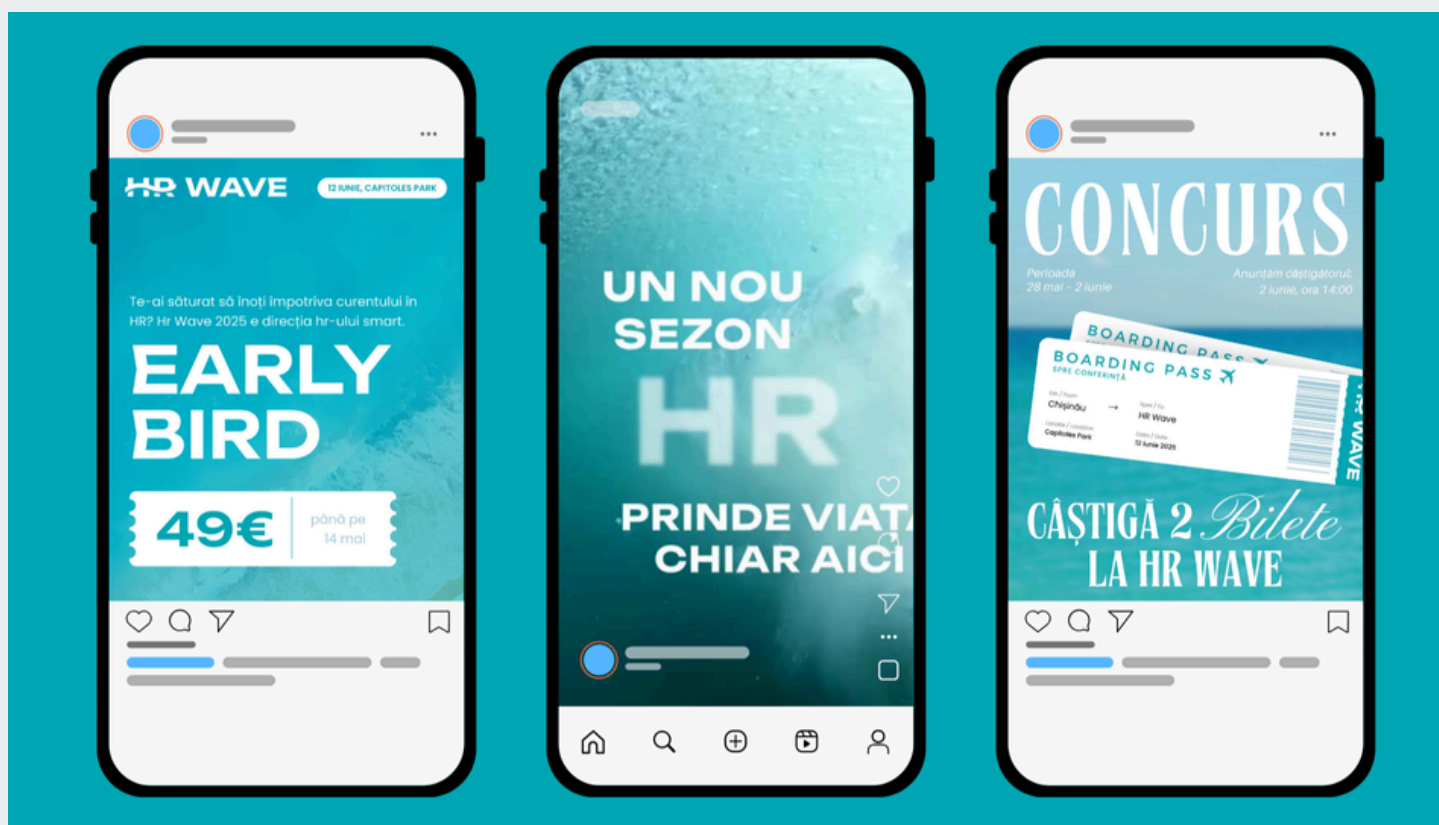 HR WAVE
12 IUNIE, CAPITOLES PARK
Te-ai săturat să înoți împotriva curentului în
HR? Hr Wave 2025 e direcția hr-ului smart.
EARLY
BIRD
49€
până pe
14 mai
UN NOU
SEZON
HR
PRINDE VIAȚĂ
CHIAR AICI
CONCURS
Perioada
28 mai - 2 iunie
Anunțăm câștigătorul:
2 iunie, ora 14:00
BOARDING PASS
BOARDING PASS
SPRE CONFERINȚĂ
Chișinău → HR Wave
Capitoles Park
12 iunie 2025
HR WAVE
CÂȘTIGĂ 2 Bilete
LA HR WAVE